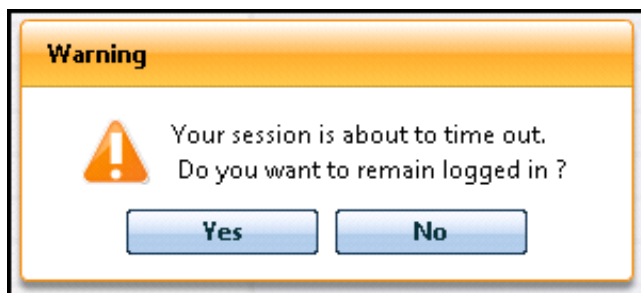 Warning
Your session is about to time out.
Do you want to remain logged in ?
Yes
No